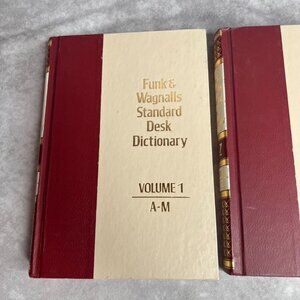 Funk &
Wagnalls
Standard
Desk
Dictionary
VOLUME 1
A-M